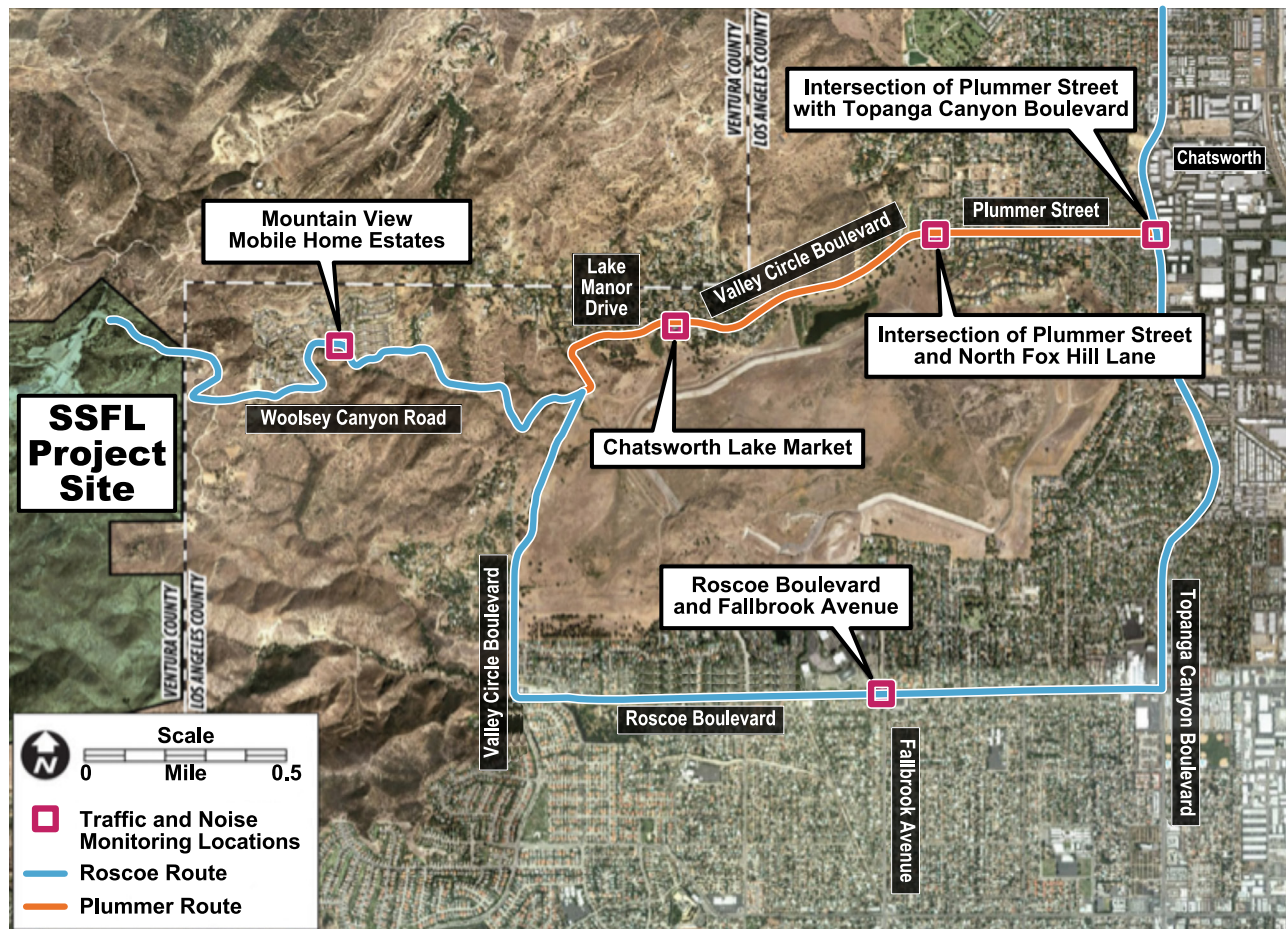 VENTURA COUNTY
LOS ANGELES COUNTY
Intersection of Plummer Street
with Topanga Canyon Boulevard
Chatsworth
Mountain View
Mobile Home Estates
Plummer Street
Valley Circle Boulevard
Lake
Manor
Drive
Intersection of Plummer Street
and North Fox Hill Lane
SSFL
Project
Site
Woolsey Canyon Road
Chatsworth Lake Market
Roscoe Boulevard
and Fallbrook Avenue
VENTURA COUNTY
LOS ANGELES COUNTY
Valley Circle Boulevard
Topanga Canyon Boulevard
Roscoe Boulevard
Fallbrook Avenue
N
Scale
0 Mile 0.5
Traffic and Noise
Monitoring Locations
Roscoe Route
Plummer Route